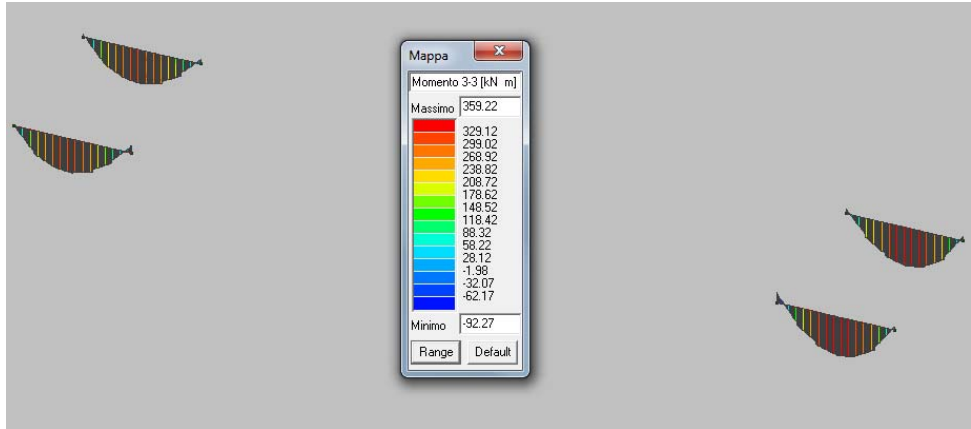 Mappa
Momento 3-3 [kN m]
Massimo 359.22
329.12
299.02
268.92
238.82
208.72
178.62
148.52
118.42
88.32
58.22
28.12
-1.98
-32.07
-62.17
Minimo -92.27
Range Default